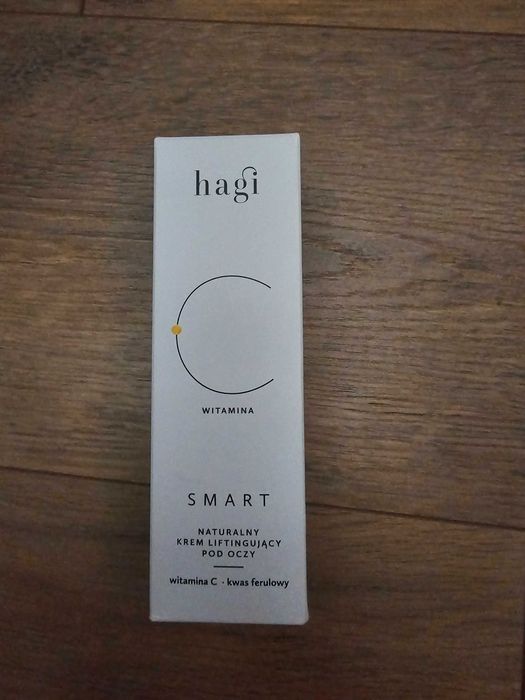 hagi
C
WITAMINA
SMART
NATURALNY
KREM LIFTINGUJĄCY
POD OCZY
witamina C · kwas ferulowy